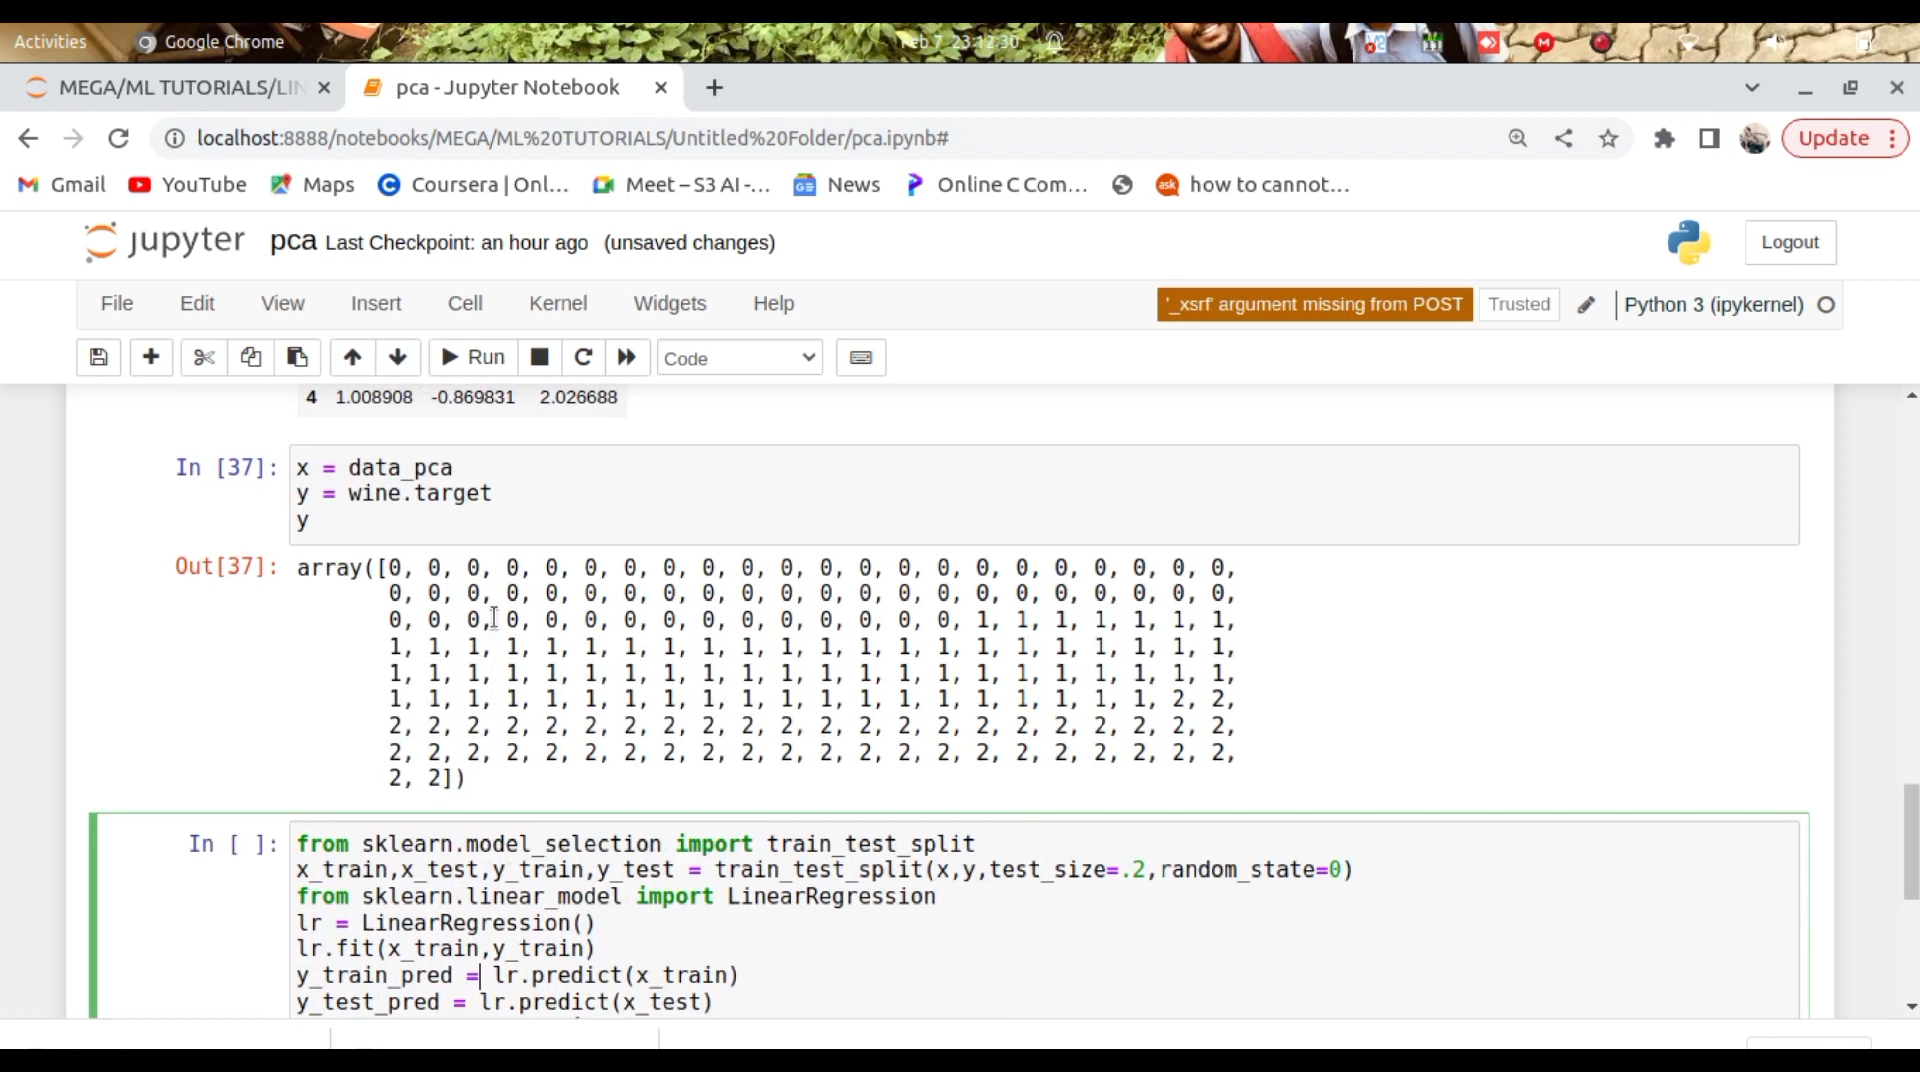 Activities
Google Chrome
Feb 7 23:12:30
MEGA/ML TUTORIALS/LIN
pca - Jupyter Notebook
localhost:8888/notebooks/MEGA/ML%20TUTORIALS/Untitled%20Folder/pca.ipynb#
Update
Gmail
YouTube
Maps
Coursera | Onl...
Meet – S3 AI -...
News
Online C Com...
how to cannot...
jupyter
pca Last Checkpoint: an hour ago (unsaved changes)
Logout
File Edit View Insert Cell Kernel Widgets Help
'_xsrf' argument missing from POST
Trusted
Python 3 (ipykernel)
Run
Code
4 1.008908 -0.869831 2.026688
In [37]: x = data_pca
y = wine.target
y
Out[37]: array([0, 0, 0, 0, 0, 0, 0, 0, 0, 0, 0, 0, 0, 0, 0, 0, 0, 0, 0, 0, 0, 0,
0, 0, 0, 0, 0, 0, 0, 0, 0, 0, 0, 0, 0, 0, 0, 0, 0, 0, 0, 0, 0, 0,
0, 0, 0, 0, 0, 0, 0, 0, 0, 0, 0, 0, 0, 0, 0, 1, 1, 1, 1, 1, 1, 1,
1, 1, 1, 1, 1, 1, 1, 1, 1, 1, 1, 1, 1, 1, 1, 1, 1, 1, 1, 1, 1, 1,
1, 1, 1, 1, 1, 1, 1, 1, 1, 1, 1, 1, 1, 1, 1, 1, 1, 1, 1, 1, 1, 1,
1, 1, 1, 1, 1, 1, 1, 1, 1, 1, 1, 1, 1, 1, 1, 1, 1, 1, 1, 1, 2, 2,
2, 2, 2, 2, 2, 2, 2, 2, 2, 2, 2, 2, 2, 2, 2, 2, 2, 2, 2, 2, 2, 2,
2, 2, 2, 2, 2, 2, 2, 2, 2, 2, 2, 2, 2, 2, 2, 2, 2, 2, 2, 2, 2, 2,
2, 2])
In [ ]: from sklearn.model_selection import train_test_split
x_train,x_test,y_train,y_test = train_test_split(x,y,test_size=.2,random_state=0)
from sklearn.linear_model import LinearRegression
lr = LinearRegression()
lr.fit(x_train,y_train)
y_train_pred = lr.predict(x_train)
y_test_pred = lr.predict(x_test)